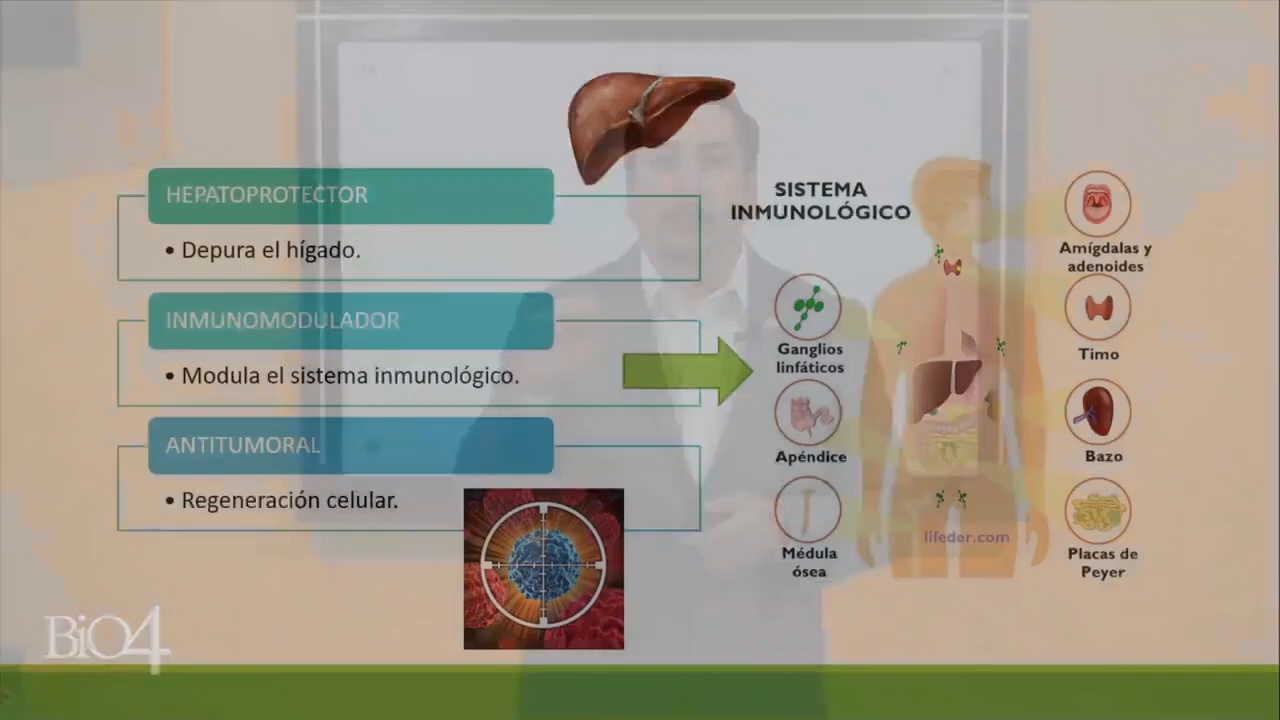 HEPATOPROTECTOR
• Depura el hígado.
INMUNOMODULADOR
• Modula el sistema inmunológico.
ANTITUMORAL
• Regeneración celular.
SISTEMA
INMUNOLÓGICO
Ganglios
linfáticos
Apéndice
Médula
ósea
Amígdalas y
adenoides
Timo
Bazo
Placas de
Peyer
lifeder.com
BiO4